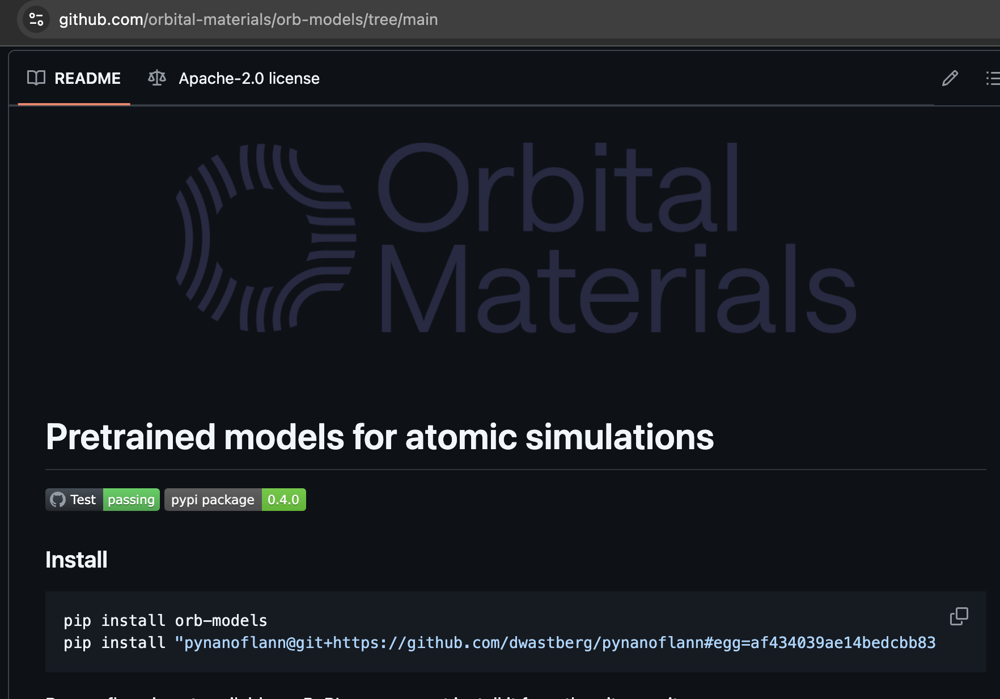 github.com/orbital-materials/orb-models/tree/main
README Apache-2.0 license
Orbital
Materials
Pretrained models for atomic simulations
Test passing pypi package 0.4.0
Install
pip install orb-models
pip install "pynanoflann@git+https://github.com/dwastberg/pynanoflann#egg=af434039ae14bedcbb83